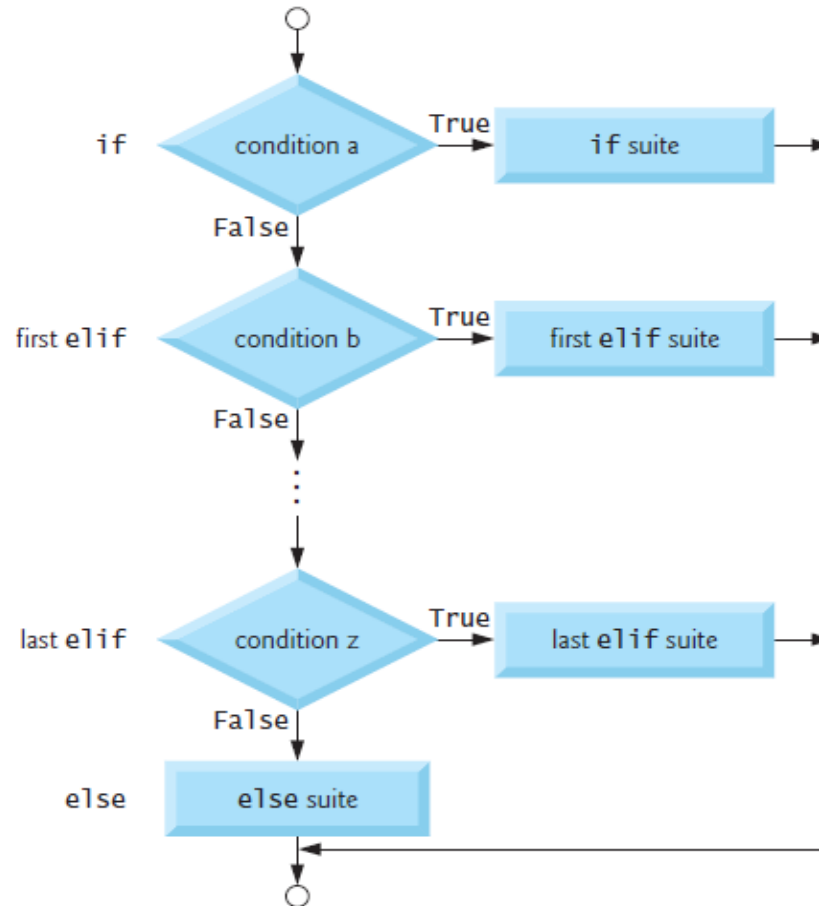 if
condition a
True
if suite
False
first elif
condition b
True
first elif suite
False
last elif
condition z
True
last elif suite
False
else
else suite